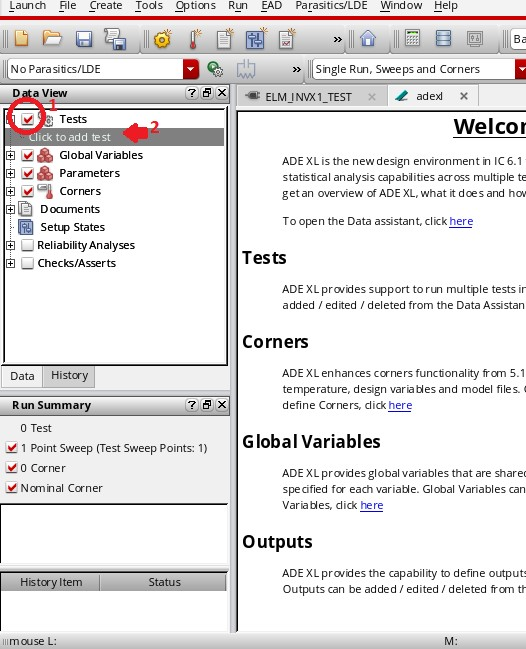 Launch File Create Tools Options Run EAD Parasitics/LDE Window Help
» » Ba
No Parasitics/LDE » Single Run, Sweeps and Corners
Data View ELM_INVX1_TEST adexl
1
Tests
Click to add test 2
Global Variables
Parameters
Corners
Documents
Setup States
Reliability Analyses
Checks/Asserts
Data History
Run Summary
0 Test
1 Point Sweep (Test Sweep Points: 1)
0 Corner
Nominal Corner
History Item Status
Welcor
ADE XL is the new design environment in IC 6.1
statistical analysis capabilities across multiple te
get an overview of ADE XL, what it does and how
To open the Data assistant, click here
Tests
ADE XL provides support to run multiple tests in
added / edited / deleted from the Data Assistan
Corners
ADE XL enhances corners functionality from 5.1
temperature, design variables and model files.
define Corners, click here
Global Variables
ADE XL provides global variables that are share
specified for each variable. Global Variables can
Variables, click here
Outputs
ADE XL provides the capability to define outputs
Outputs can be added / edited / deleted from th
mouse L: M: